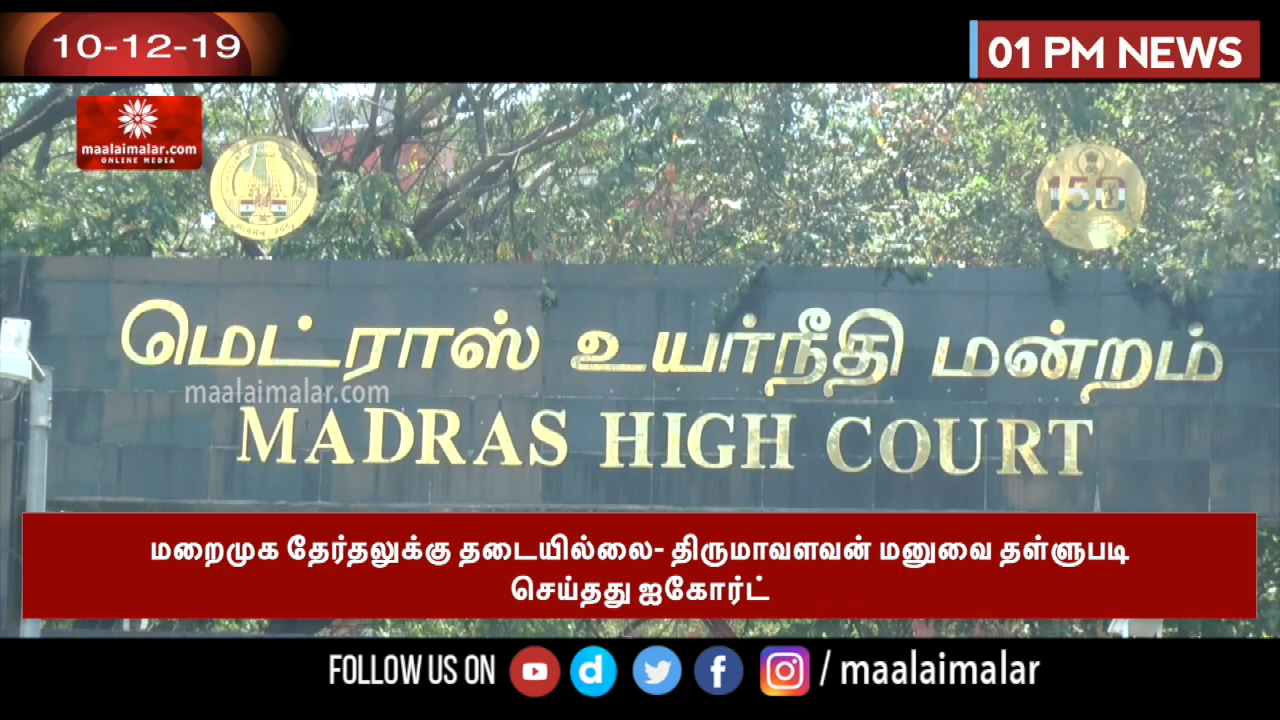 10-12-19
01 PM NEWS
maalaimalar.com
ONLINE MEDIA
150
மெட்ராஸ் உயர்நீதி மன்றம்
maalaimalar.com
MADRAS HIGH COURT
மறைமுக தேர்தலுக்கு தடையில்லை- திருமாவளவன் மனுவை தள்ளுபடி
செய்தது ஐகோர்ட்
FOLLOW US ON / maalaimalar